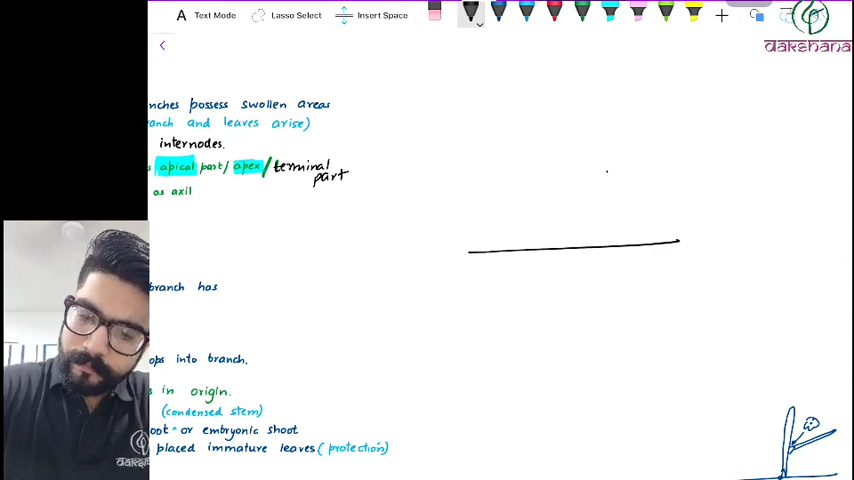 Text Mode Lasso Select Insert Space
dakshana
nches possess swollen areas
anch and leaves arise)
internodes.
s apical part/ apex/terminal part
as axil
branch has
ops into branch.
s in origin.
(condensed stem)
oot" or embryonic shoot
placed immature leaves (protection)
dakshana